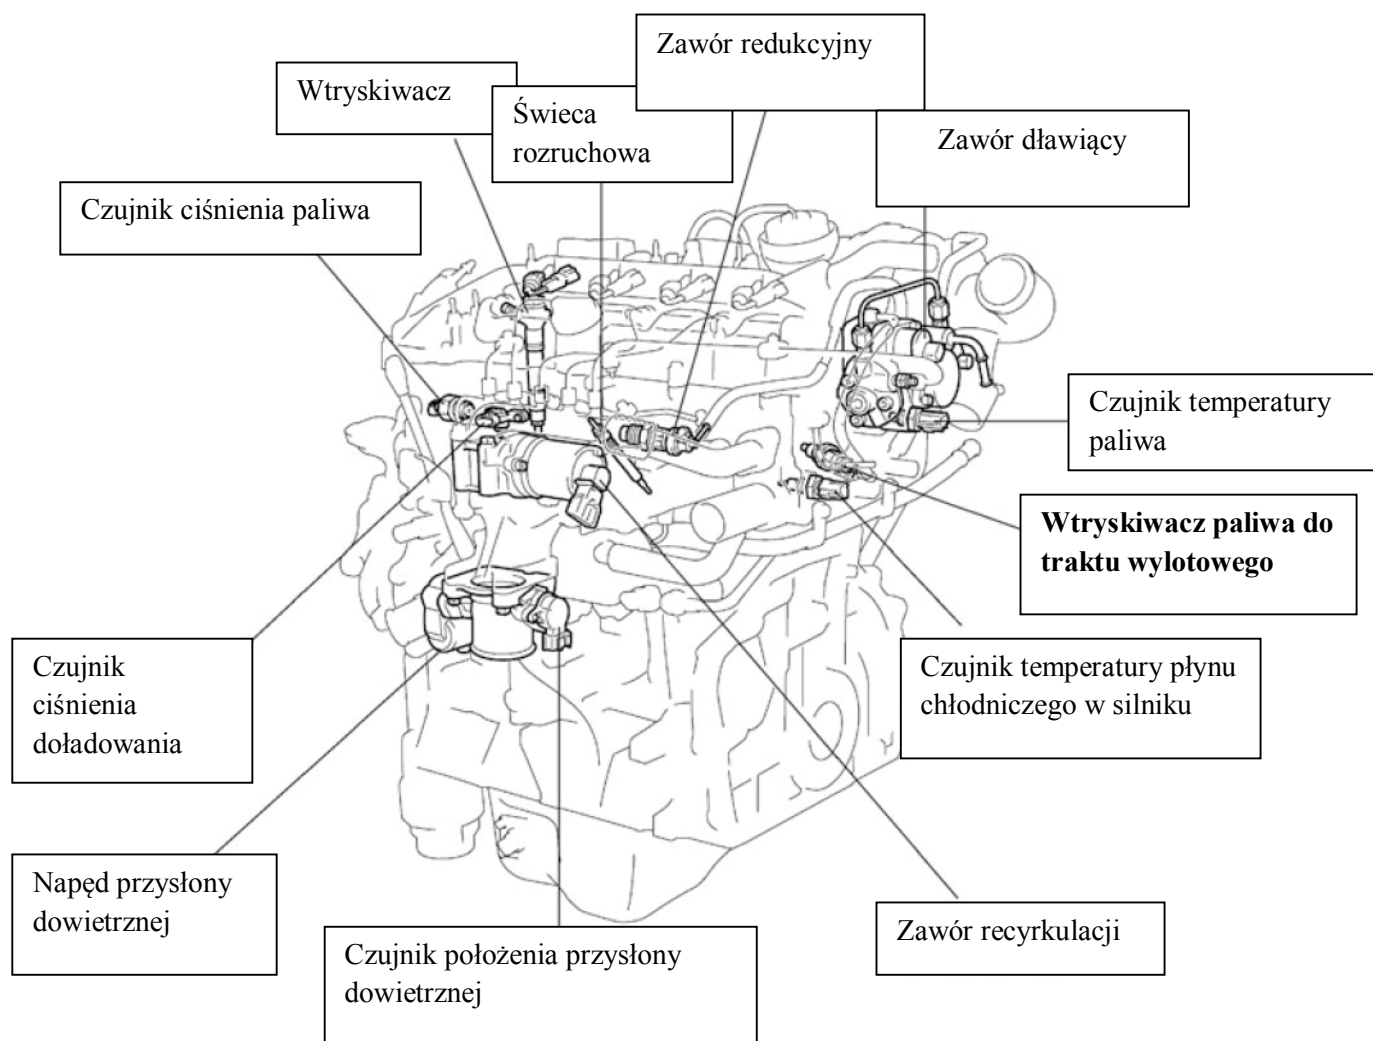 Zawór redukcyjny
Wtryskiwacz
Świeca
rozruchowa
Zawór dławiący
Czujnik ciśnienia paliwa
Czujnik temperatury
paliwa
Wtryskiwacz paliwa do
traktu wylotowego
Czujnik
ciśnienia
doładowania
Czujnik temperatury płynu
chłodniczego w silniku
Napęd przysłony
dowietrznej
Zawór recyrkulacji
Czujnik położenia przysłony
dowietrznej